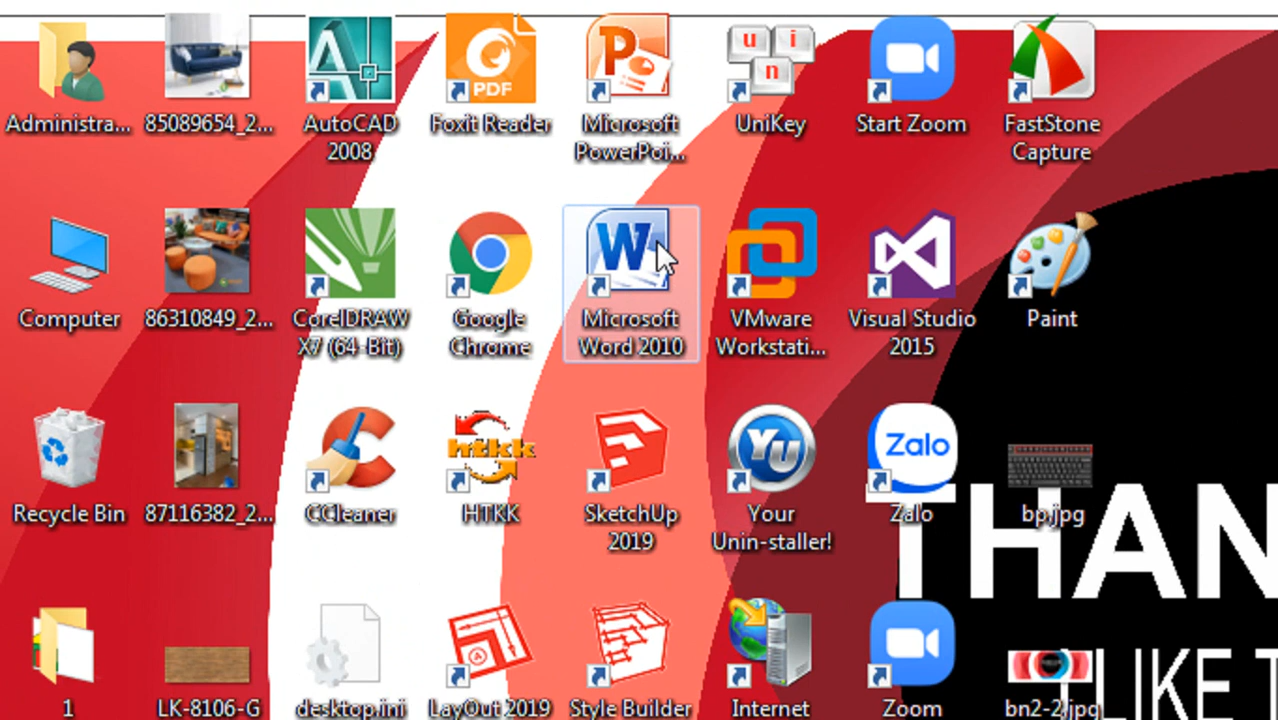 PDF
P
u
i
n
Administra...
85089654_2...
AutoCAD
2008
Foxit Reader
Microsoft
PowerPoi...
UniKey
Start Zoom
FastStone
Capture
W
Computer
86310849_2...
CorelDRAW
X7 (64-Bit)
Google
Chrome
Microsoft
Word 2010
VMware
Workstati...
Visual Studio
2015
Paint
htkk
YU
Zalo
Recycle Bin
87116382_2...
CCleaner
HTKK
SketchUp
2019
Your
Unin-staller!
Zalo
bp.jpg
THAN
1
LK-8106-G
desktop.ini
LayOut 2019
Style Builder
Internet
Zoom
bn2-2.jpg
LIKE T